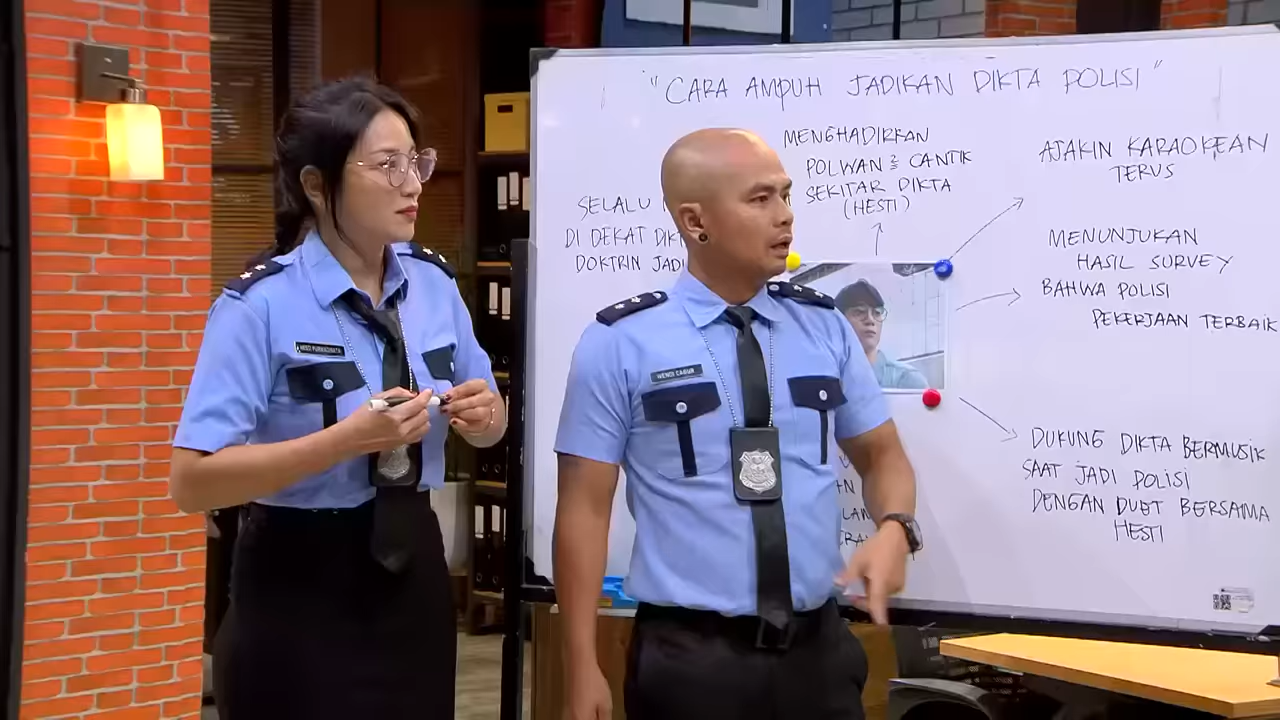 "CARA AMPUH JADIKAN DIKTA POLISI"
MENGHADIRKAN
POLWAN² CANTIK
SEKITAR DIKTA
(HESTI)
AJAKIN KARAOKEAN
TERUS
SELALU
DI DEKAT DIKT
DOKTRIN JADI
MENUNJUKAN
HASIL SURVEY
BAHWA POLISI
PEKERJAAN TERBAIK
HESTI PURWADINATA
WENDI CAGUR
DUKUNG DIKTA BERMUSIK
SAAT JADI POLISI
DENGAN DUET BERSAMA
HESTI